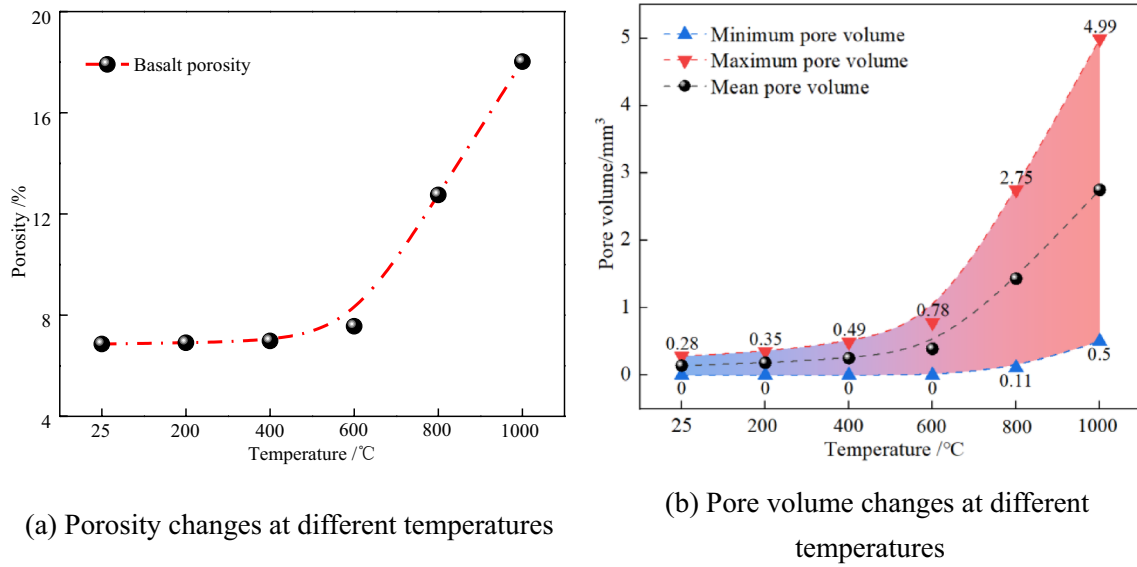 20
16
12
8
4
Porosity /%
Basalt porosity
25 200 400 600 800 1000
Temperature /℃
(a) Porosity changes at different temperatures
5
4
3
2
1
0
Pore volume/mm³
Minimum pore volume
Maximum pore volume
Mean pore volume
4.99
2.75
0.78
0.49
0.35
0.28
0 0 0 0 0.11 0.5
25 200 400 600 800 1000
Temperature /°C
(b) Pore volume changes at different
temperatures